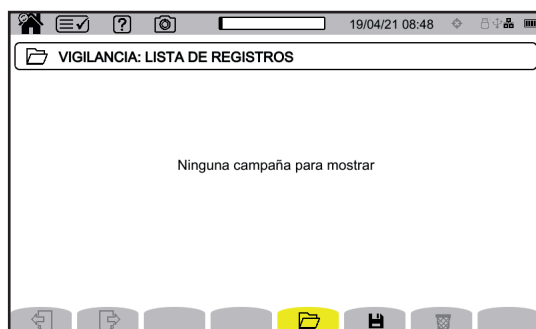 19/04/21 08:48
VIGILANCIA: LISTA DE REGISTROS
Ninguna campaña para mostrar